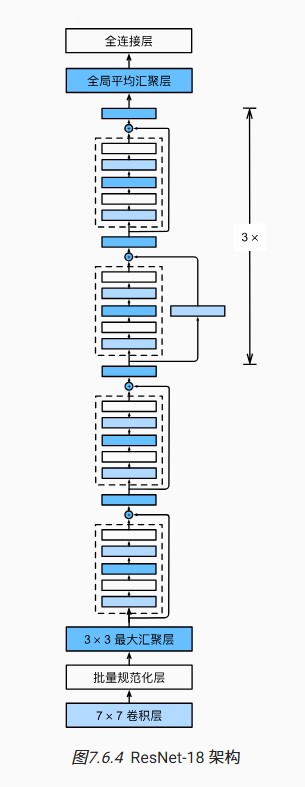 全连接层
全局平均汇聚层
3 ×
3 × 3 最大汇聚层
批量规范化层
7 × 7 卷积层
图7.6.4 ResNet-18 架构